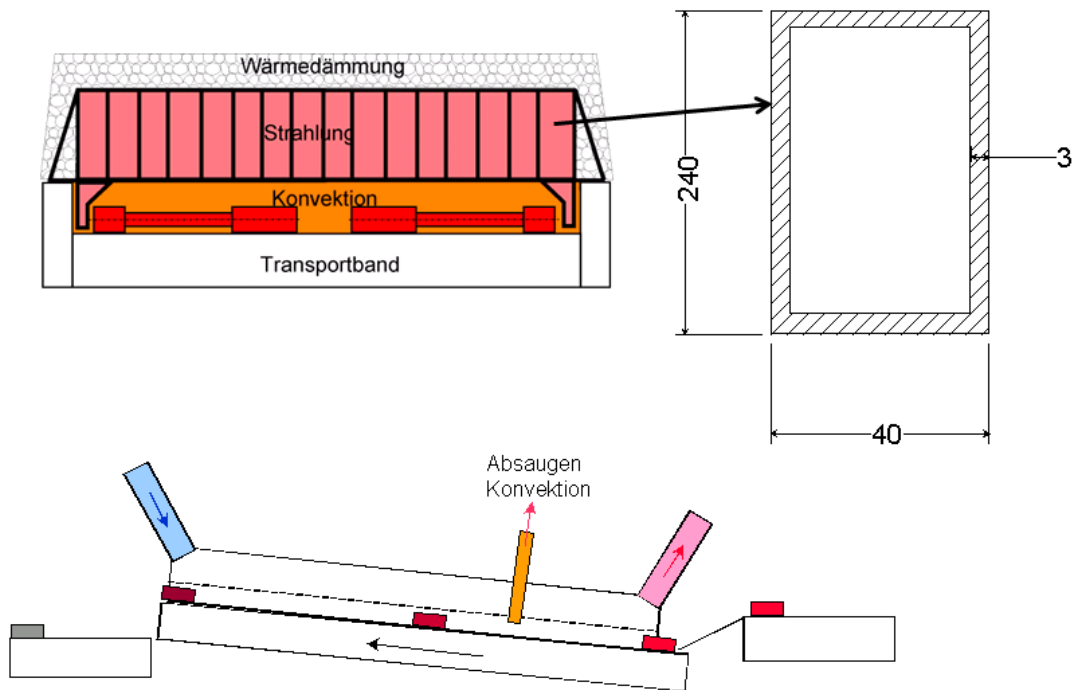 Wärmedämmung
Strahlung
Konvektion
Transportband
240
3
40
Absaugen
Konvektion